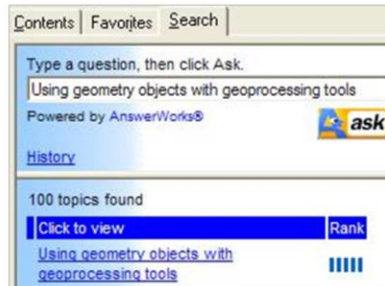 Contents Favorites Search
Type a question, then click Ask.
Using geometry objects with geoprocessing tools
Powered by AnswerWorks®
ask
History
100 topics found
Click to view Rank
Using geometry objects with
geoprocessing tools